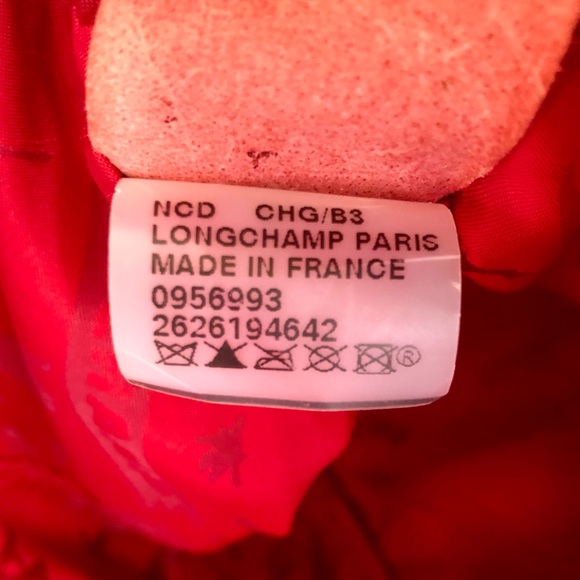 NCD CHG/B3
LONGCHAMP PARIS
MADE IN FRANCE
0956993
2626194642
®